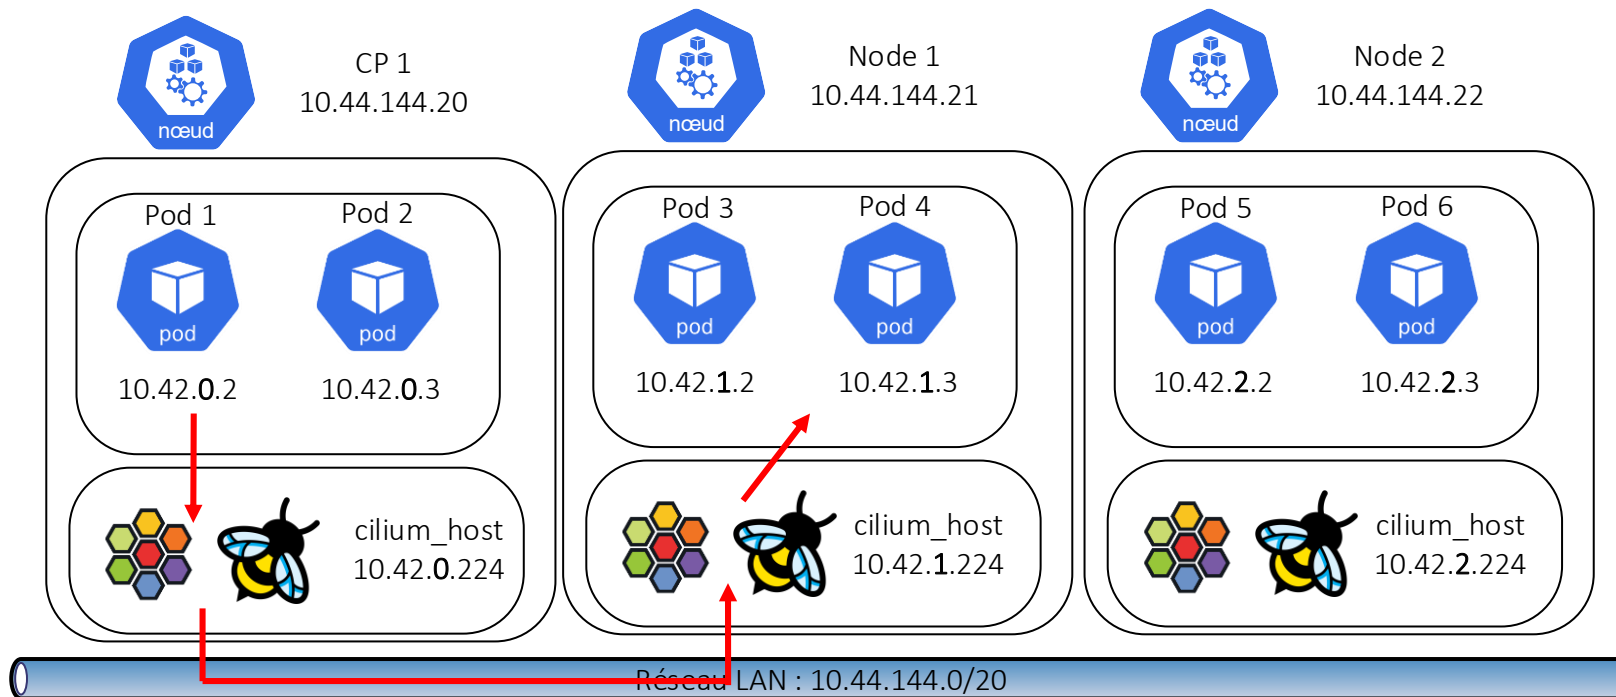 CP 1
10.44.144.20
nœud
Node 1
10.44.144.21
nœud
Node 2
10.44.144.22
nœud
Pod 1
Pod 2
pod
pod
10.42.0.2
10.42.0.3
cilium_host
10.42.0.224
Pod 3
Pod 4
pod
pod
10.42.1.2
10.42.1.3
cilium_host
10.42.1.224
Pod 5
Pod 6
pod
pod
10.42.2.2
10.42.2.3
cilium_host
10.42.2.224
Réseau LAN : 10.44.144.0/20